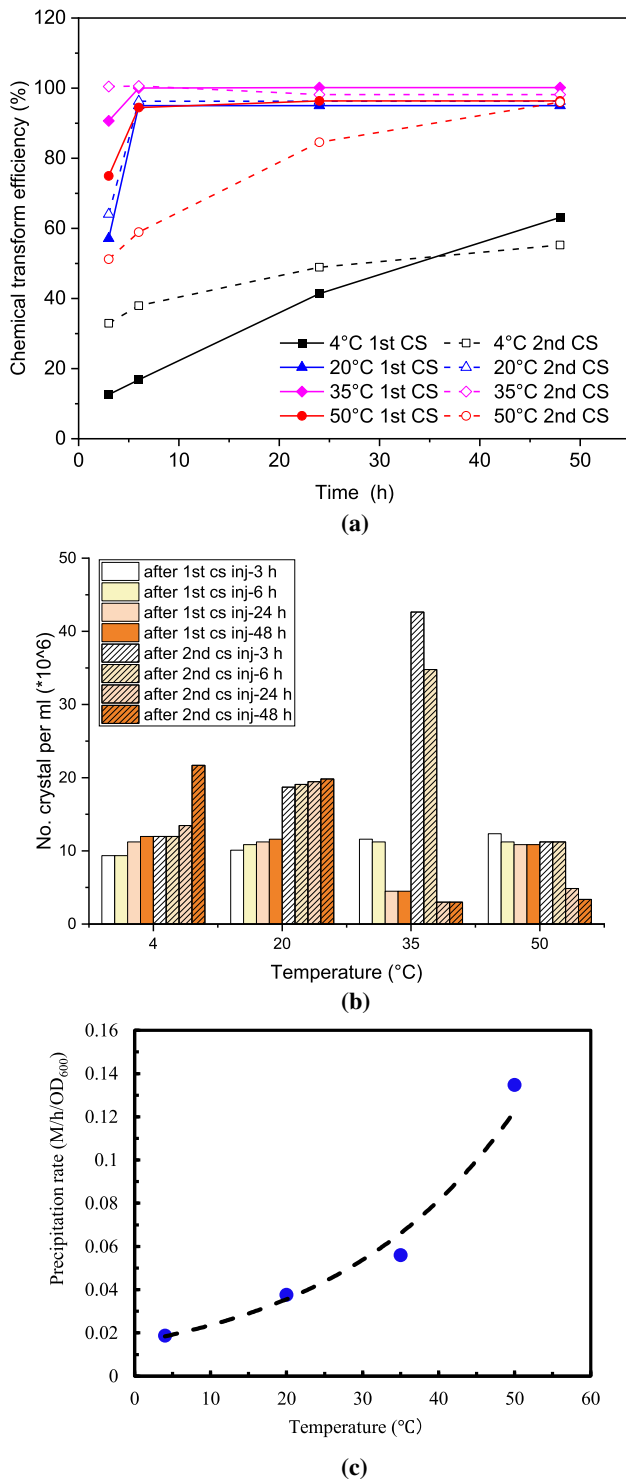 120
100
80
60
40
20
0
Chemical transform efficiency (%)
4°C 1st CS 4°C 2nd CS
20°C 1st CS 20°C 2nd CS
35°C 1st CS 35°C 2nd CS
50°C 1st CS 50°C 2nd CS
0 10 20 30 40 50
Time (h)
(a)
50
40
30
20
10
0
No. crystal per ml (*10^6)
after 1st cs inj-3 h
after 1st cs inj-6 h
after 1st cs inj-24 h
after 1st cs inj-48 h
after 2nd cs inj-3 h
after 2nd cs inj-6 h
after 2nd cs inj-24 h
after 2nd cs inj-48 h
4 20 35 50
Temperature (°C)
(b)
0.16
0.14
0.12
0.1
0.08
0.06
0.04
0.02
0
Precipitation rate (M/h/OD600)
0 10 20 30 40 50 60
Temperature (℃)
(c)